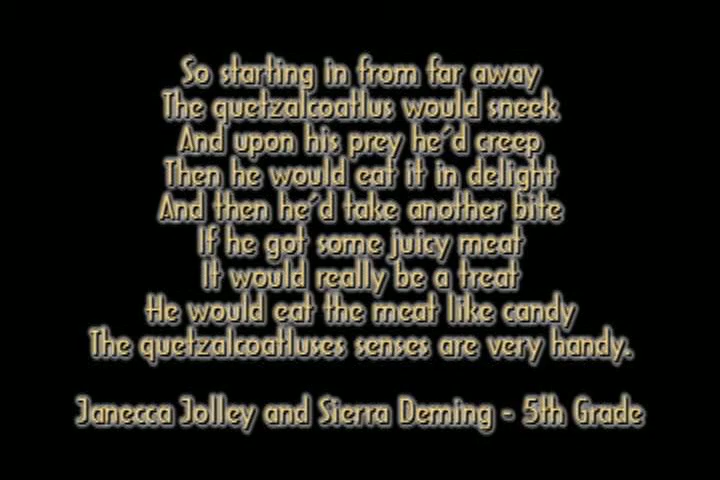 So starting in from far away
The quetzalcoatlus would sneek
And upon his prey he'd creep
Then he would eat it in delight
And then he'd take another bite
If he got some juicy meat
It would really be a treat
He would eat the meat like candy
The quetzalcoatluses senses are very handy.
Janecca Jolley and Sierra Deming - 5th Grade